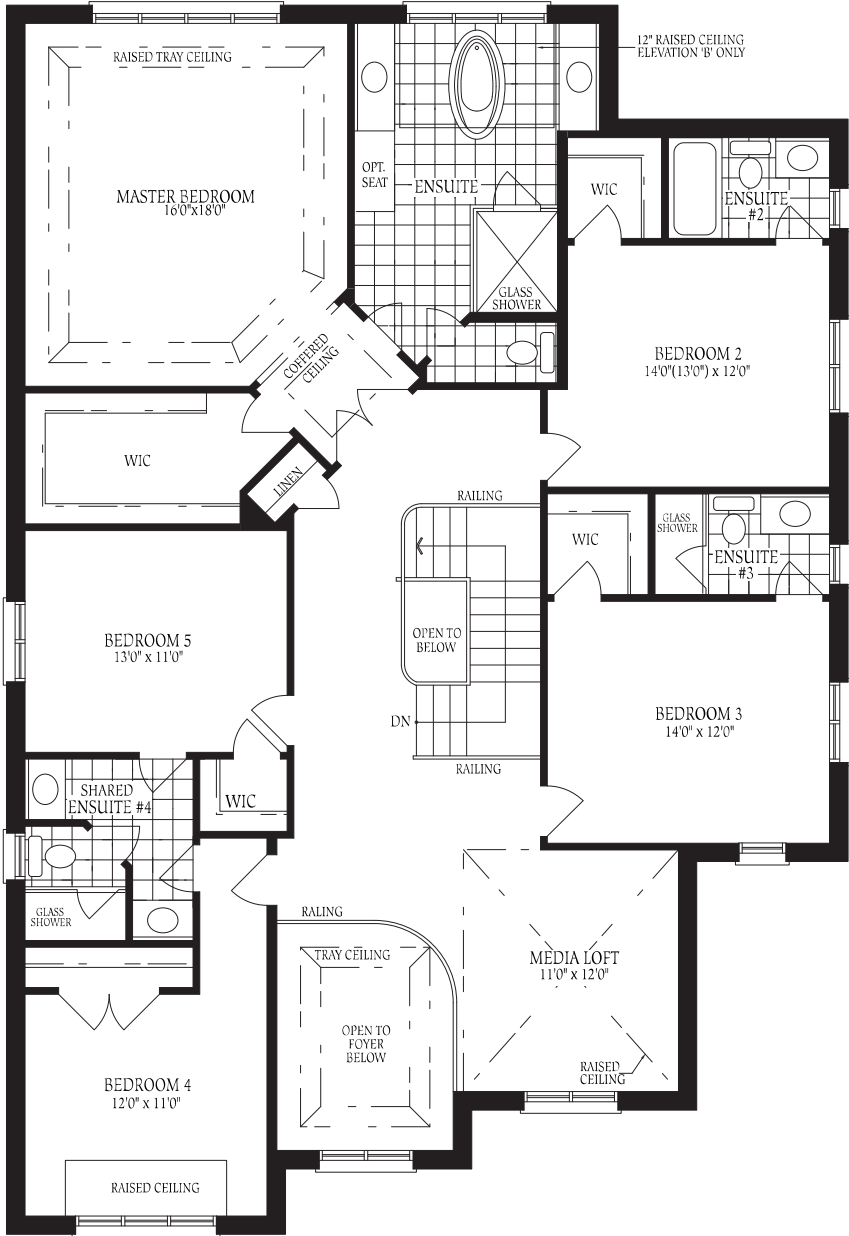 RAISED TRAY CEILING
12" RAISED CEILING
ELEVATION 'B' ONLY
MASTER BEDROOM
16'0"x18'0"
OPT.
SEAT
ENSUITE
WIC
ENSUITE
#2
GLASS
SHOWER
COFFERED
CEILING
BEDROOM 2
14'0"(13'0") x 12'0"
WIC
LINEN
RAILING
WIC
GLASS
SHOWER
ENSUITE
#3
BEDROOM 5
13'0" x 11'0"
OPEN TO
BELOW
DN
BEDROOM 3
14'0" x 12'0"
RAILING
SHARED
ENSUITE #4
WIC
GLASS
SHOWER
RALING
TRAY CEILING
MEDIA LOFT
11'0" x 12'0"
OPEN TO
FOYER
BELOW
RAISED
CEILING
BEDROOM 4
12'0" x 11'0"
RAISED CEILING